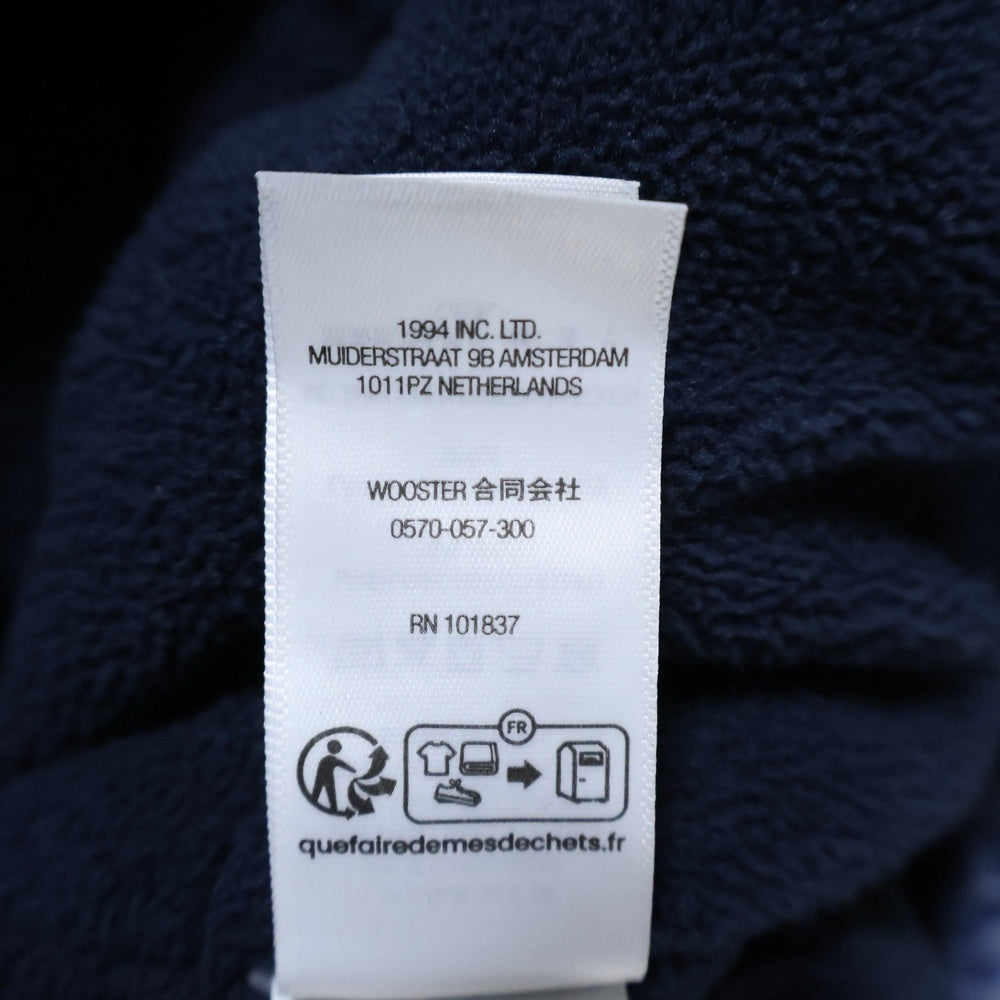 1994 INC. LTD.
MUIDERSTRAAT 9B AMSTERDAM
1011PZ NETHERLANDS
WOOSTER 合同会社
0570-057-300
RN 101837
FR
quefairedemesdechets.fr